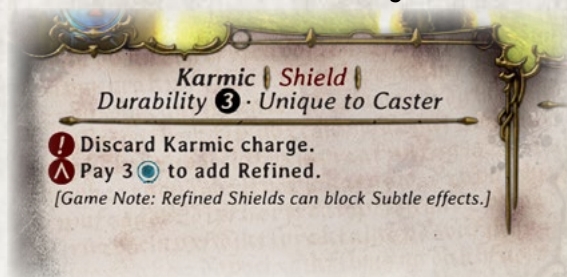 Karmic Shield
Durability 3 · Unique to Caster
! Discard Karmic charge.
Pay 3 to add Refined.
[Game Note: Refined Shields can block Subtle effects.]